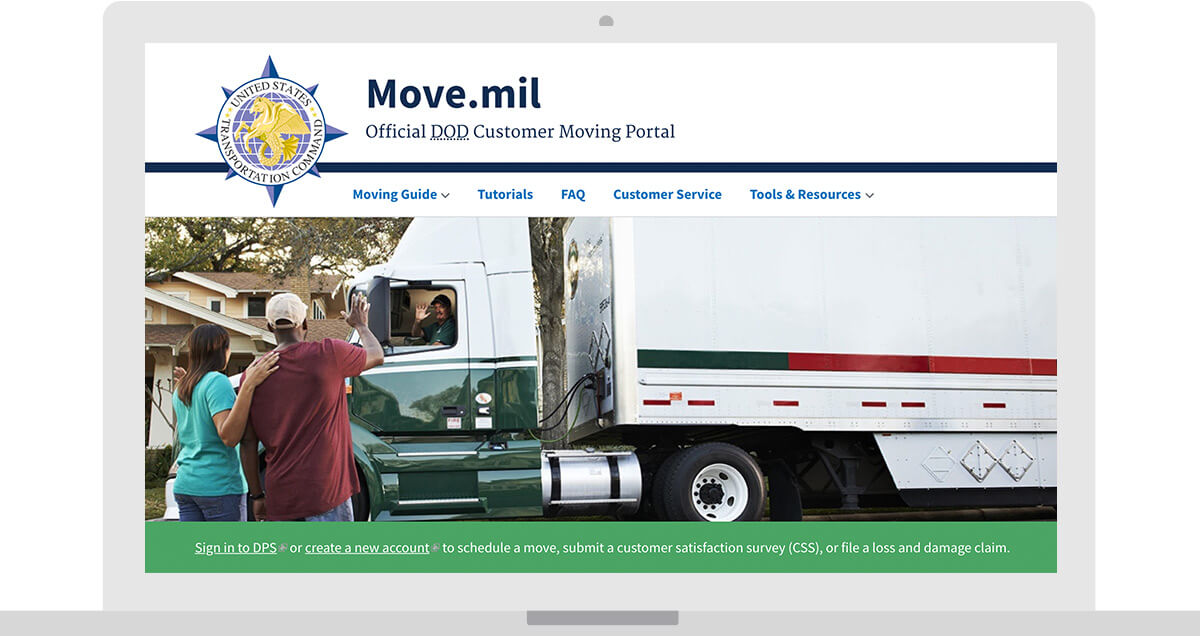 UNITED STATES
TRANSPORTATION COMMAND
Move.mil
Official DOD Customer Moving Portal
Moving Guide Tutorials FAQ Customer Service Tools & Resources
Sign in to DPS or create a new account to schedule a move, submit a customer satisfaction survey (CSS), or file a loss and damage claim.